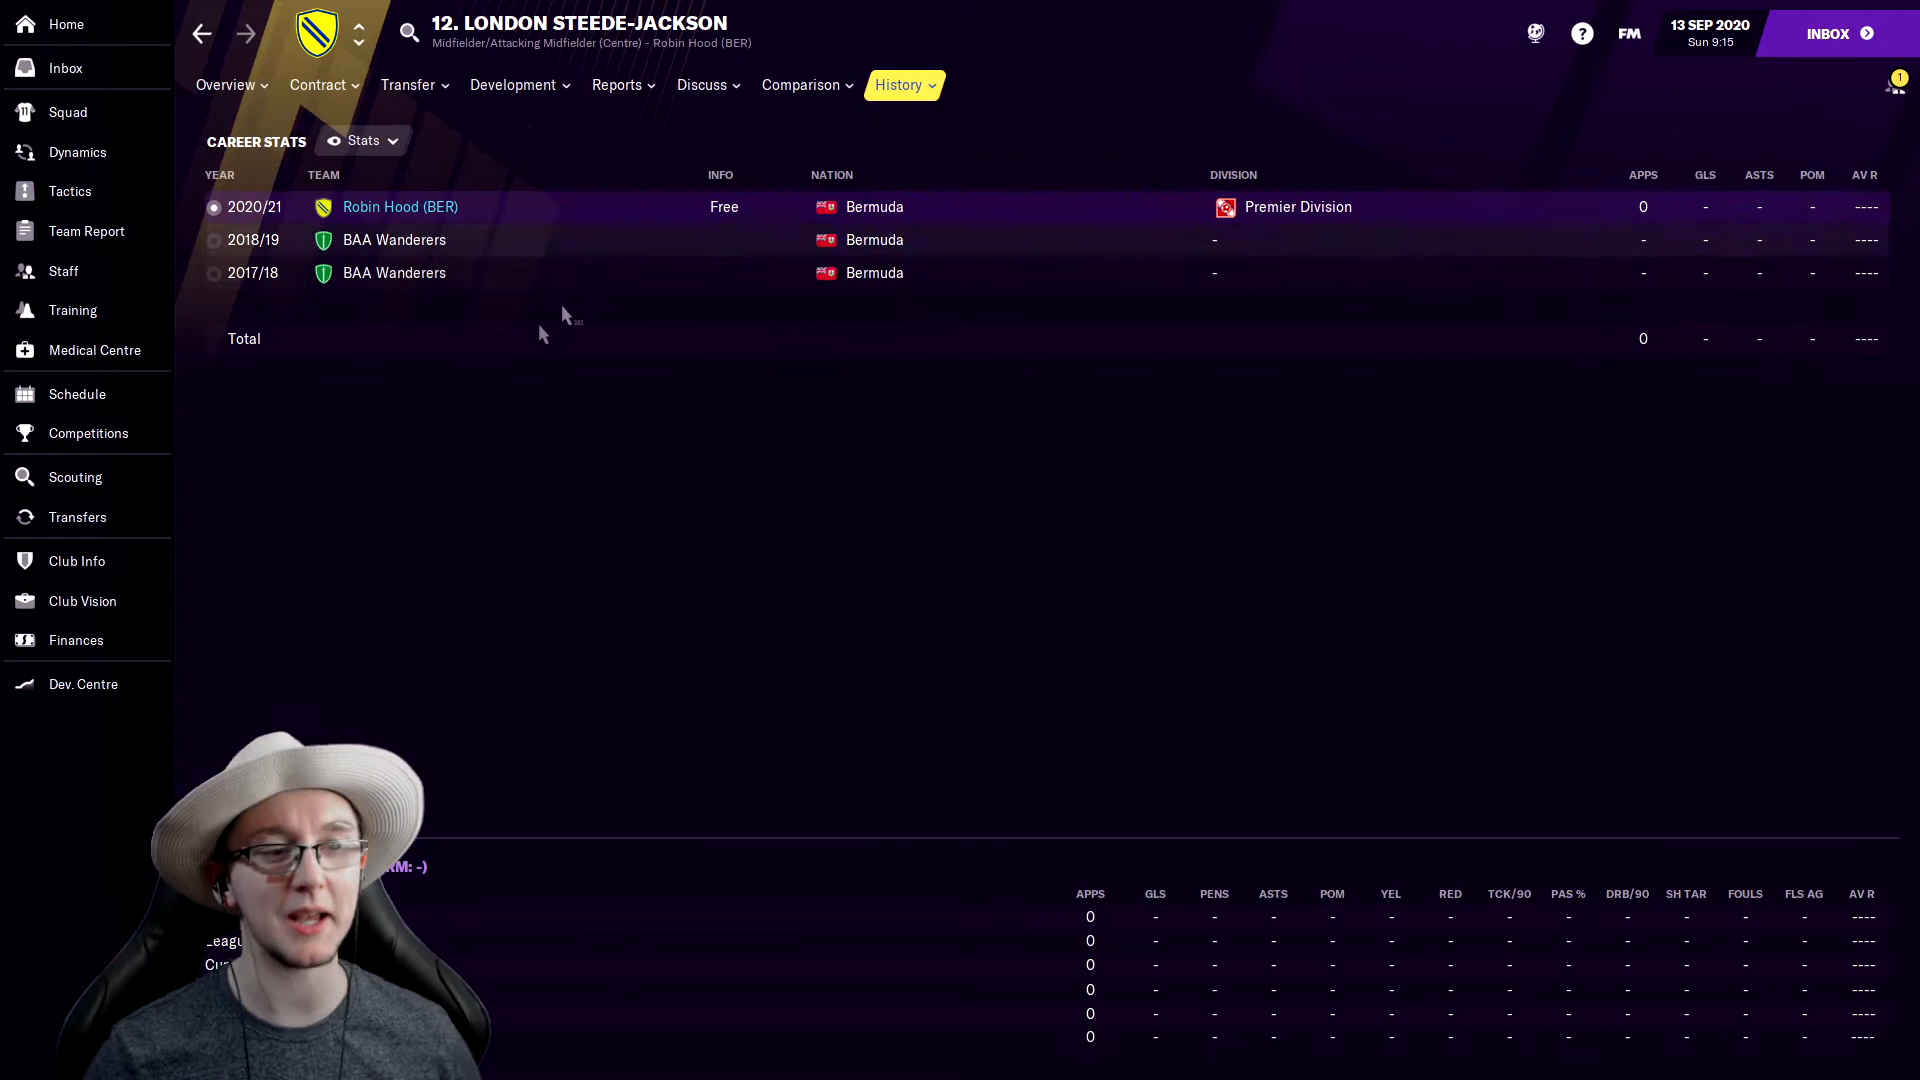 Home
Inbox
Squad
Dynamics
Tactics
Team Report
Staff
Training
Medical Centre
Schedule
Competitions
Scouting
Transfers
Club Info
Club Vision
Finances
Dev. Centre
12. LONDON STEEDE-JACKSON
Midfielder/Attacking Midfielder (Centre) - Robin Hood (BER)
? FM 13 SEP 2020 INBOX
Sun 9:15
Overview Contract Transfer Development Reports Discuss Comparison History 1
CAREER STATS Stats
YEAR TEAM INFO NATION DIVISION APPS GLS ASTS POM AV R
2020/21 Robin Hood (BER) Free Bermuda Premier Division 0 - - - ----
2018/19 BAA Wanderers Bermuda - - - - - ----
2017/18 BAA Wanderers Bermuda - - - - - ----
Total 0 - - - ----
RM: -)
APPS GLS PENS ASTS POM YEL RED TCK/90 PAS % DRB/90 SH TAR FOULS FLS AG AV R
0 - - - - - - - - - - - - ----
Leagu 0 - - - - - - - - - - - - ----
Cu 0 - - - - - - - - - - - - ----
0 - - - - - - - - - - - - ----
0 - - - - - - - - - - - - ----
0 - - - - - - - - - - - - ----